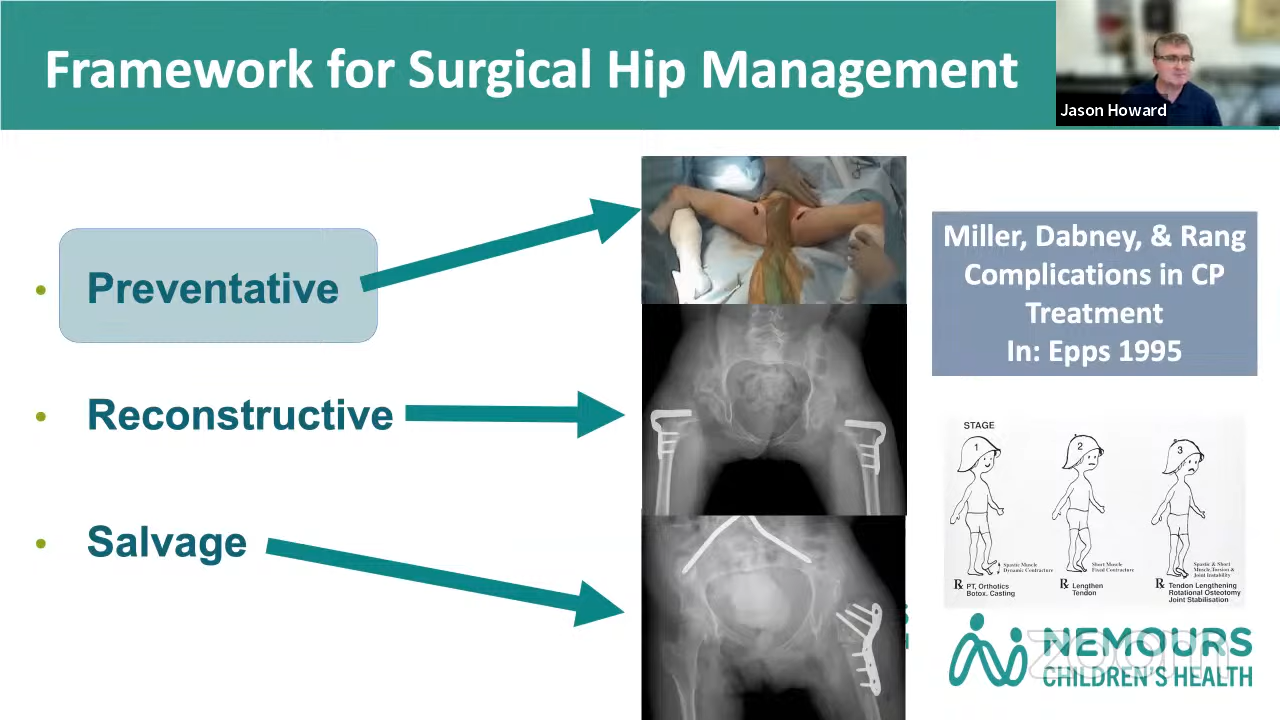 Framework for Surgical Hip Management
Jason Howard
• Preventative
• Reconstructive
• Salvage
Miller, Dabney, & Rang
Complications in CP
Treatment
In: Epps 1995
STAGE
1
2
3
Spastic Muscle
Dynamic Contracture
Short Muscle
Fixed Contracture
Spastic & Short
Muscle, Torsion &
Joint Instability
℞ PT, Orthotics
Botox, Casting
℞ Lengthen
Tendon
℞ Tendon Lengthening
Rotational Osteotomy
Joint Stabilisation
NEMOURS
CHILDREN'S HEALTH
zoom